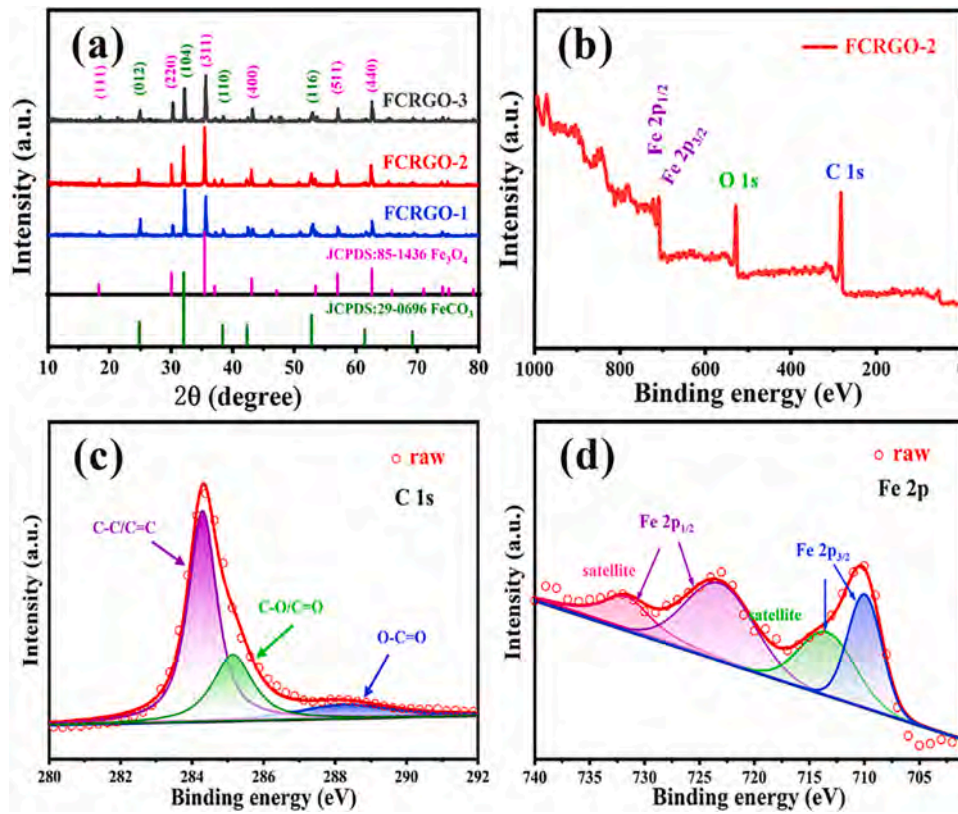 (a)
(111)
(012)
(220)
(104)
(311)
(110)
(400)
(116)
(511)
(440)
FCRGO-3
FCRGO-2
FCRGO-1
JCPDS:85-1436 Fe₃O₄
JCPDS:29-0696 FeCO₃
Intensity (a.u.)
10 20 30 40 50 60 70 80
2θ (degree)
(b)
FCRGO-2
Fe 2p₁/₂
Fe 2p₃/₂
O 1s
C 1s
Intensity (a.u.)
1000 800 600 400 200 0
Binding energy (eV)
(c)
raw
C 1s
C-C/C=C
C-O/C=O
O-C=O
Intensity (a.u.)
280 282 284 286 288 290 292
Binding energy (eV)
(d)
raw
Fe 2p
Fe 2p₁/₂
Fe 2p₃/₂
satellite
satellite
Intensity (a.u.)
740 735 730 725 720 715 710 705
Binding energy (eV)